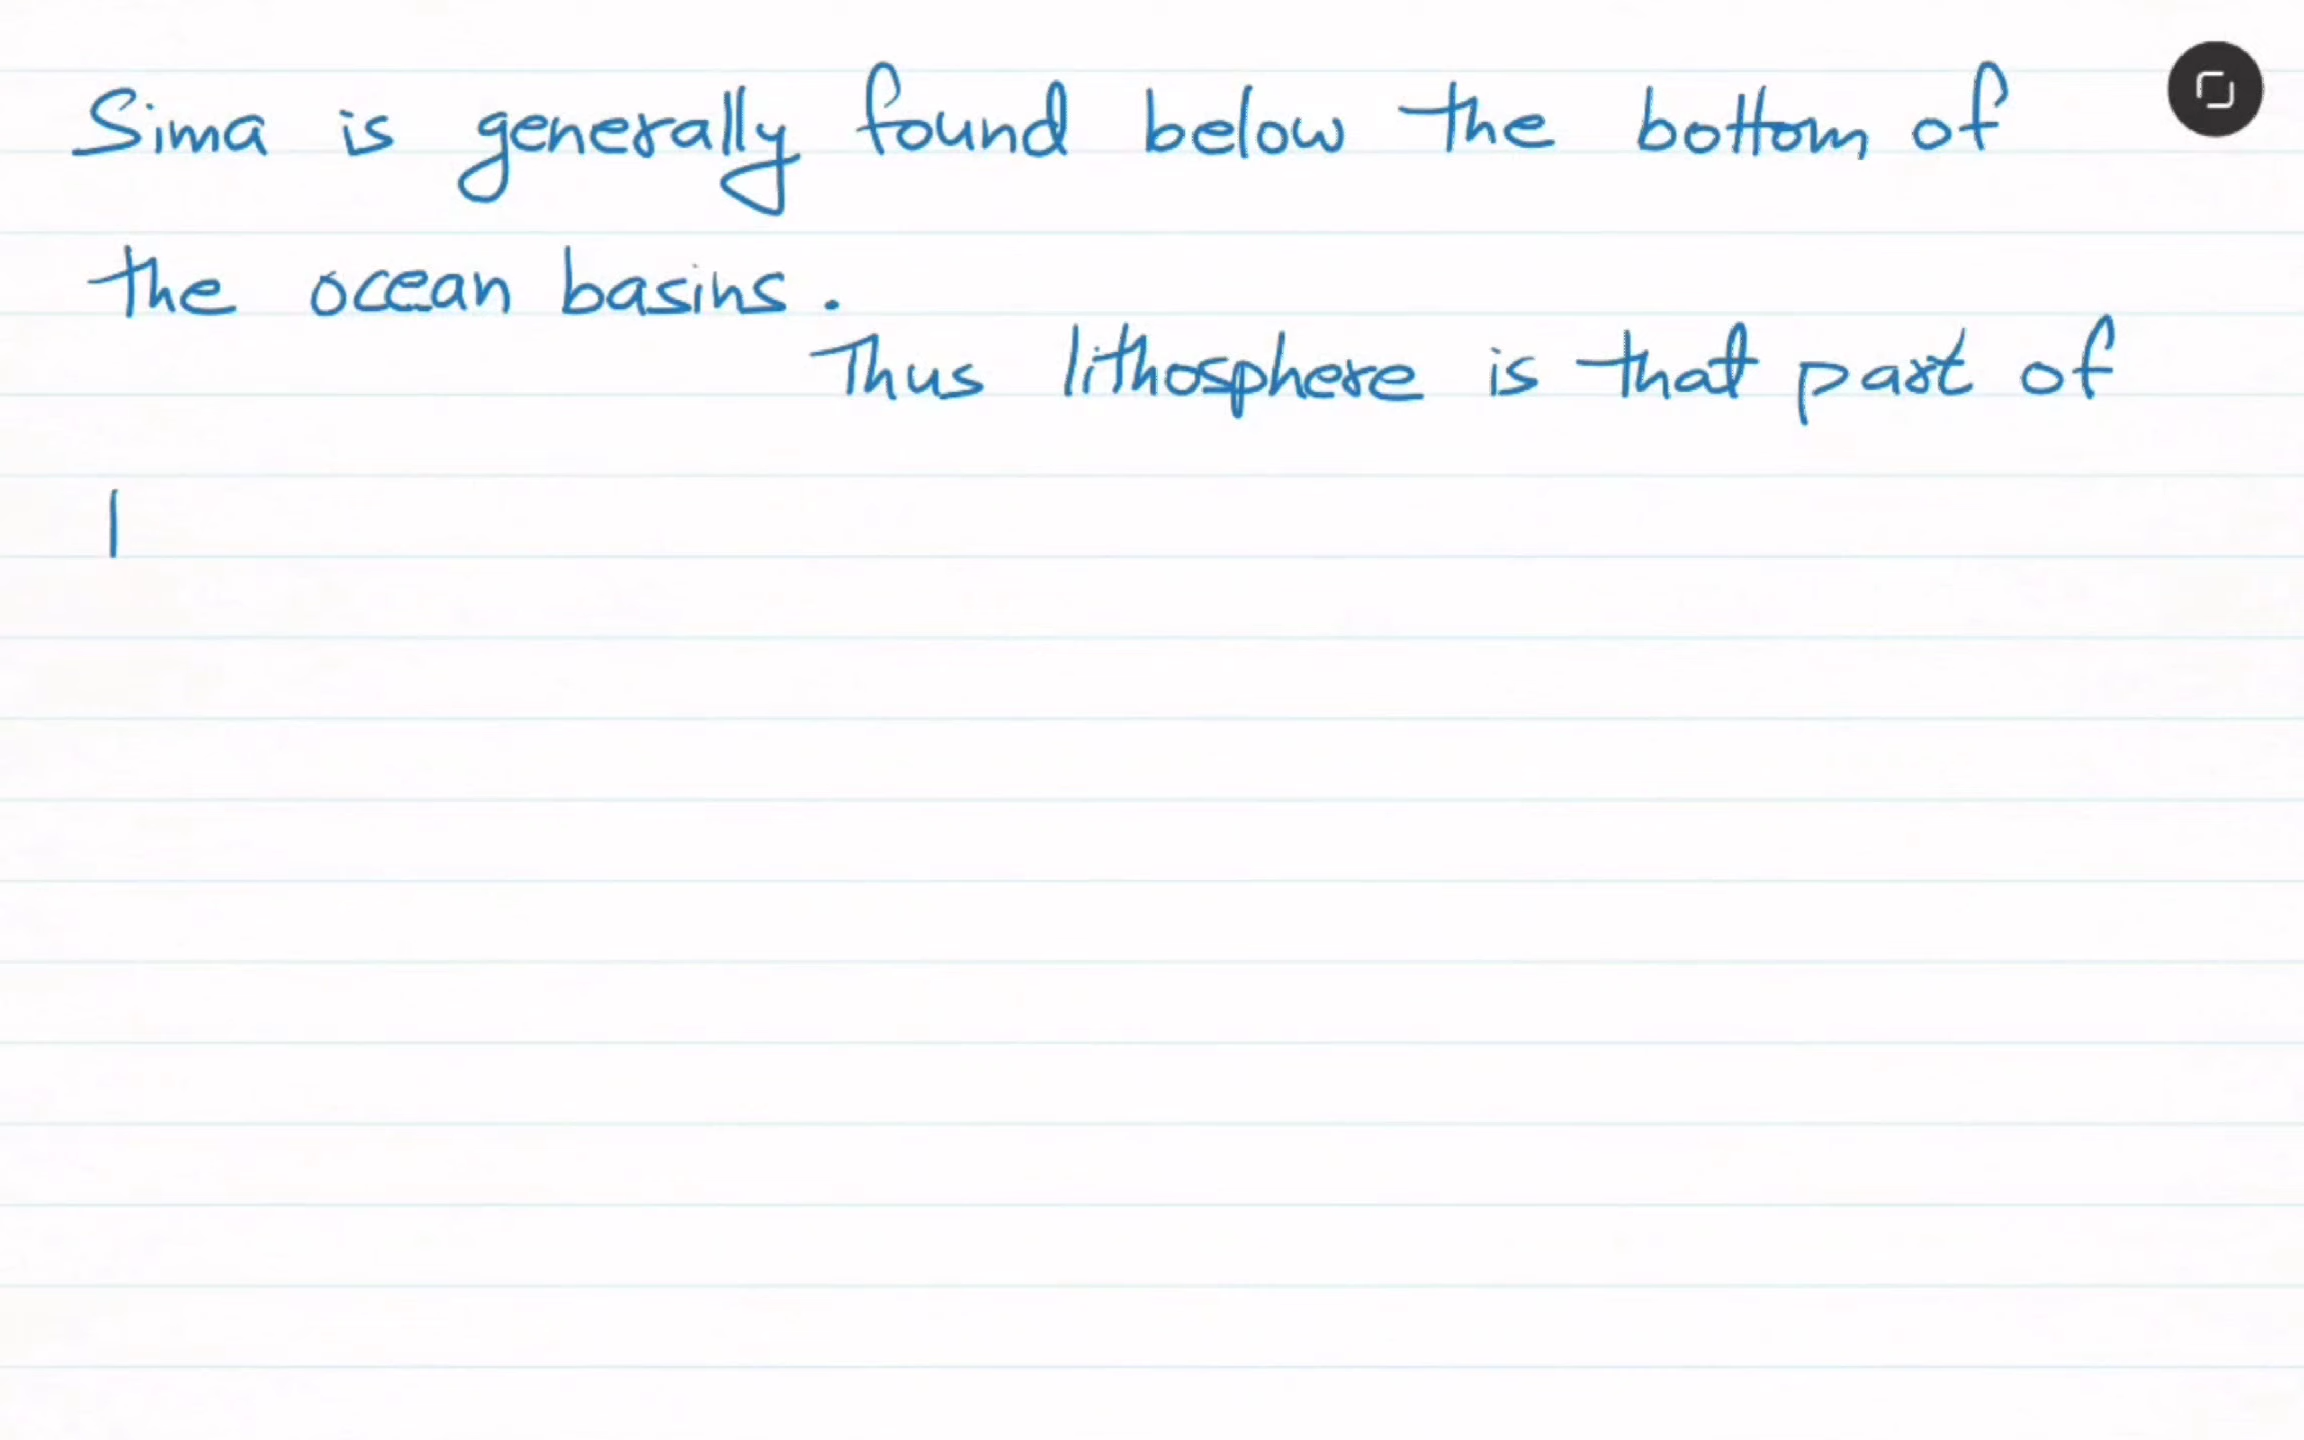 Sima is generally found below the bottom of
the ocean basins.
Thus lithosphere is that part of